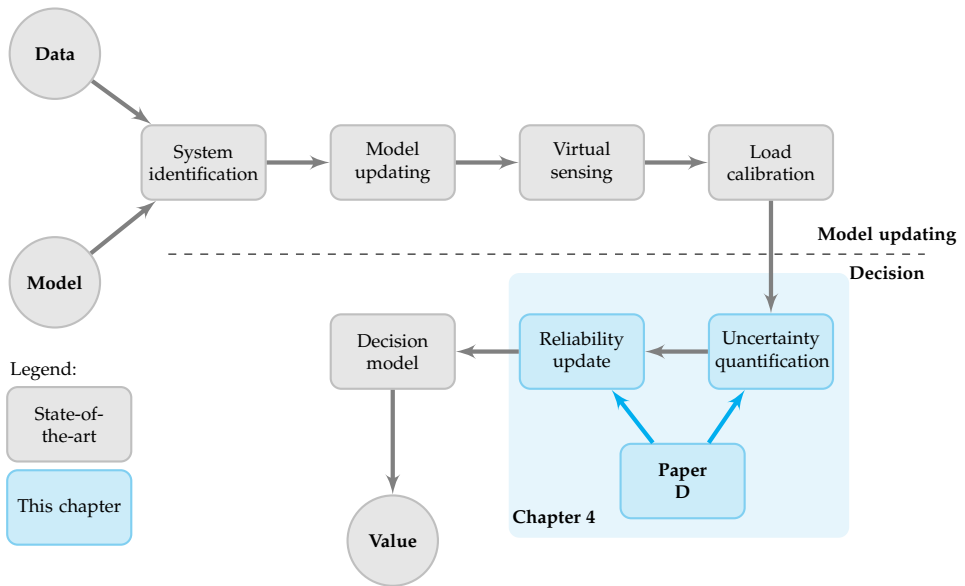 Data
System
identification
Model
updating
Virtual
sensing
Load
calibration
Model
Model updating
Decision
Decision
model
Reliability
update
Uncertainty
quantification
Paper
D
Chapter 4
Value
Legend:
State-of-
the-art
This chapter